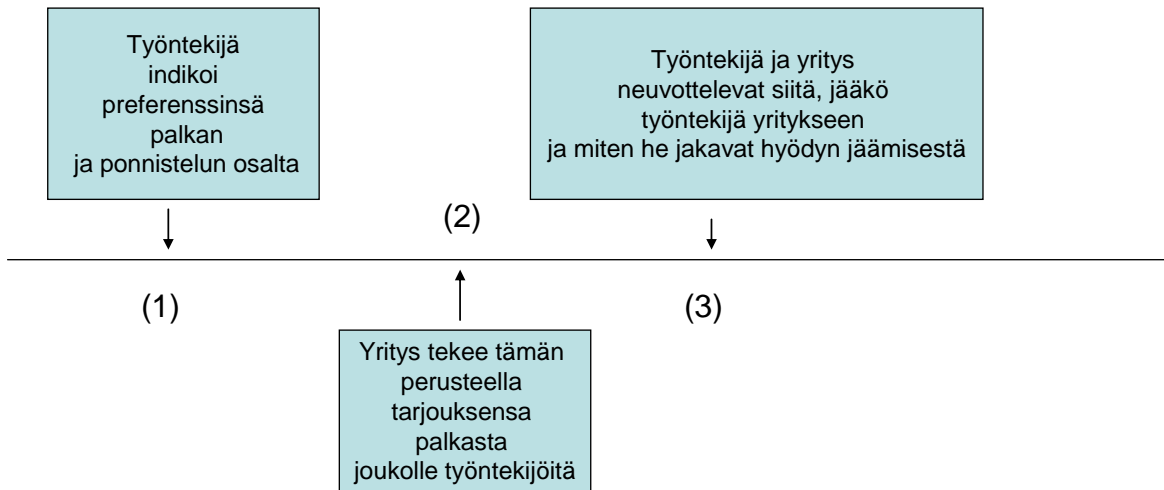 Työntekijä
indikoi
preferenssinsä
palkan
ja ponnistelun osalta
(1)
(2)
Yritys tekee tämän
perusteella
tarjouksensa
palkasta
joukolle työntekijöitä
Työntekijä ja yritys
neuvottelevat siitä, jääkö
työntekijä yritykseen
ja miten he jakavat hyödyn jäämisestä
(3)